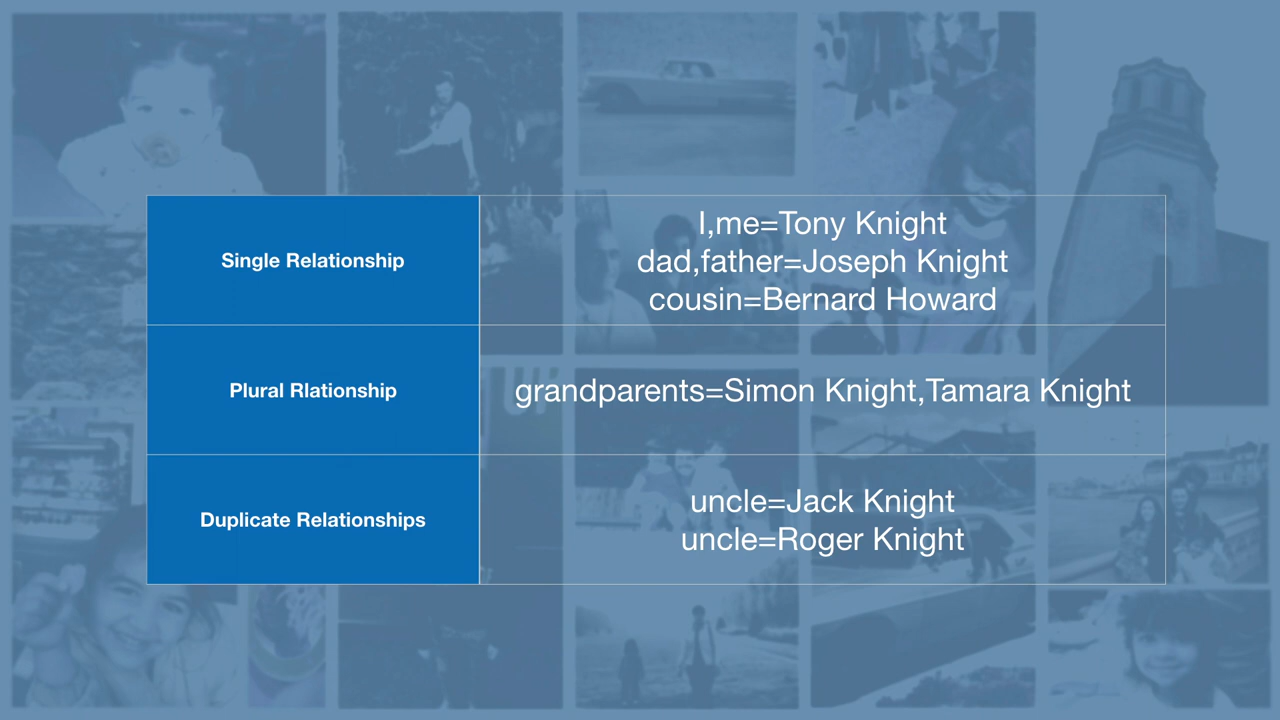 Single Relationship
I,me=Tony Knight
dad,father=Joseph Knight
cousin=Bernard Howard
Plural Rlationship
grandparents=Simon Knight,Tamara Knight
Duplicate Relationships
uncle=Jack Knight
uncle=Roger Knight